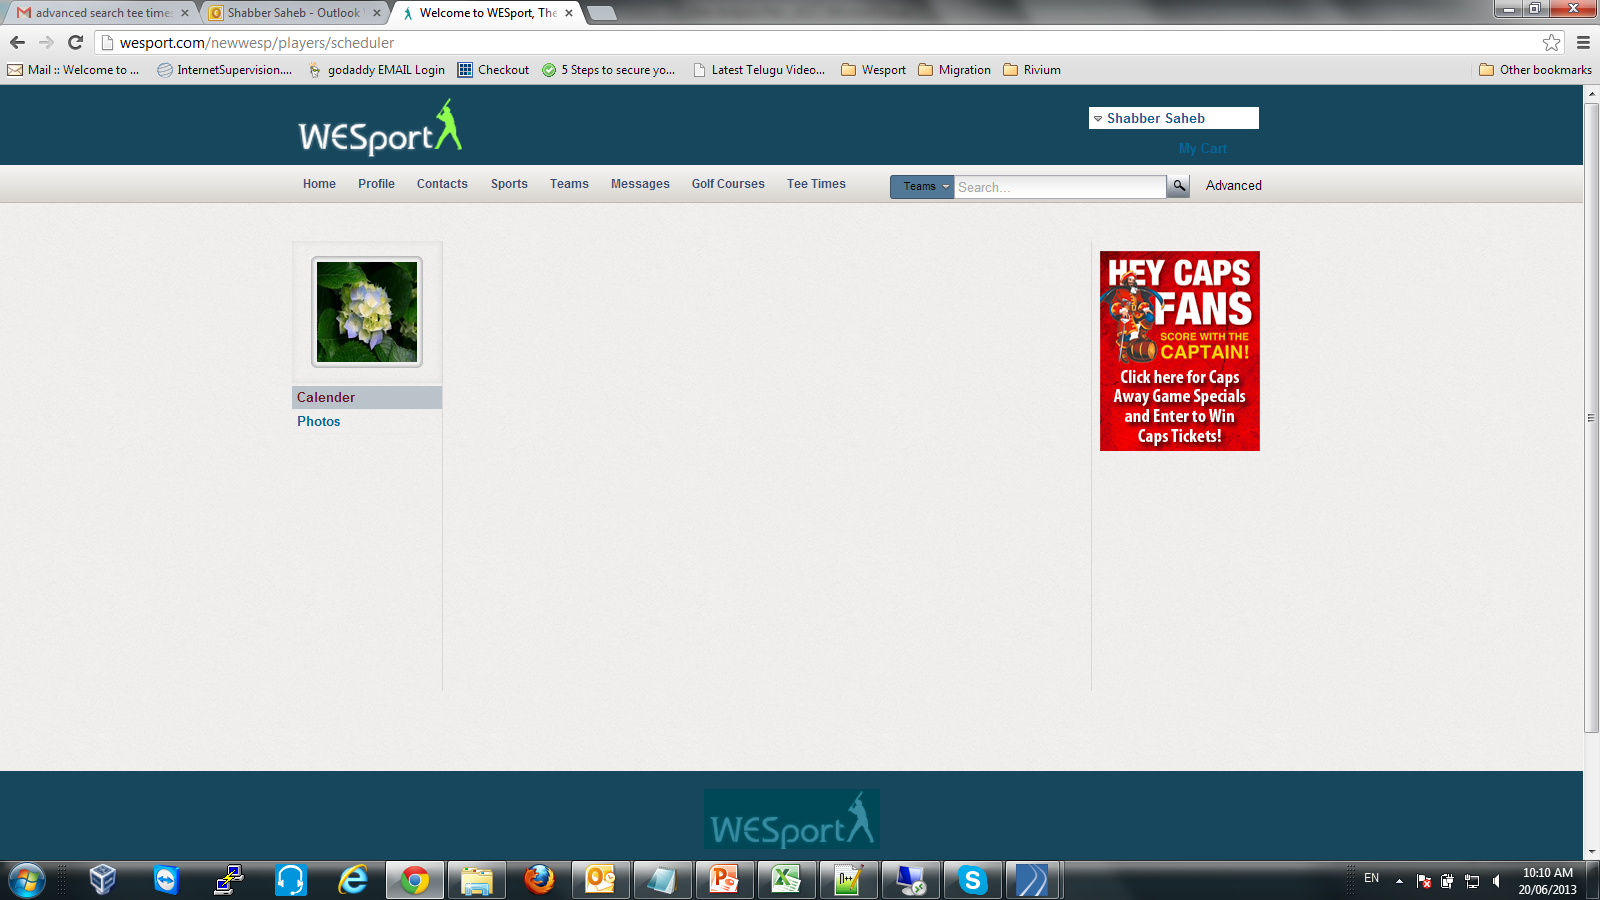 advanced search tee times
Shabber Saheb - Outlook
Welcome to WESport, The
wesport.com/newwesp/players/scheduler
Mail :: Welcome to ...
InternetSupervision....
godaddy EMAIL Login
Checkout
5 Steps to secure yo...
Latest Telugu Video...
Wesport
Migration
Rivium
Other bookmarks
WESport
Shabber Saheb
My Cart
Home
Profile
Contacts
Sports
Teams
Messages
Golf Courses
Tee Times
Teams
Search...
Advanced
Calender
Photos
HEY CAPS
FANS
SCORE WITH THE
CAPTAIN!
Click here for Caps
Away Game Specials
and Enter to Win
Caps Tickets!
WESport
EN
10:10 AM
20/06/2013